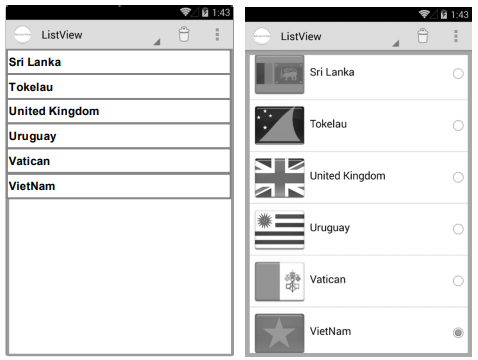 1:43
ListView
Sri Lanka
Tokelau
United Kingdom
Uruguay
Vatican
VietNam
1:43
ListView
Sri Lanka
Tokelau
United Kingdom
Uruguay
Vatican
VietNam